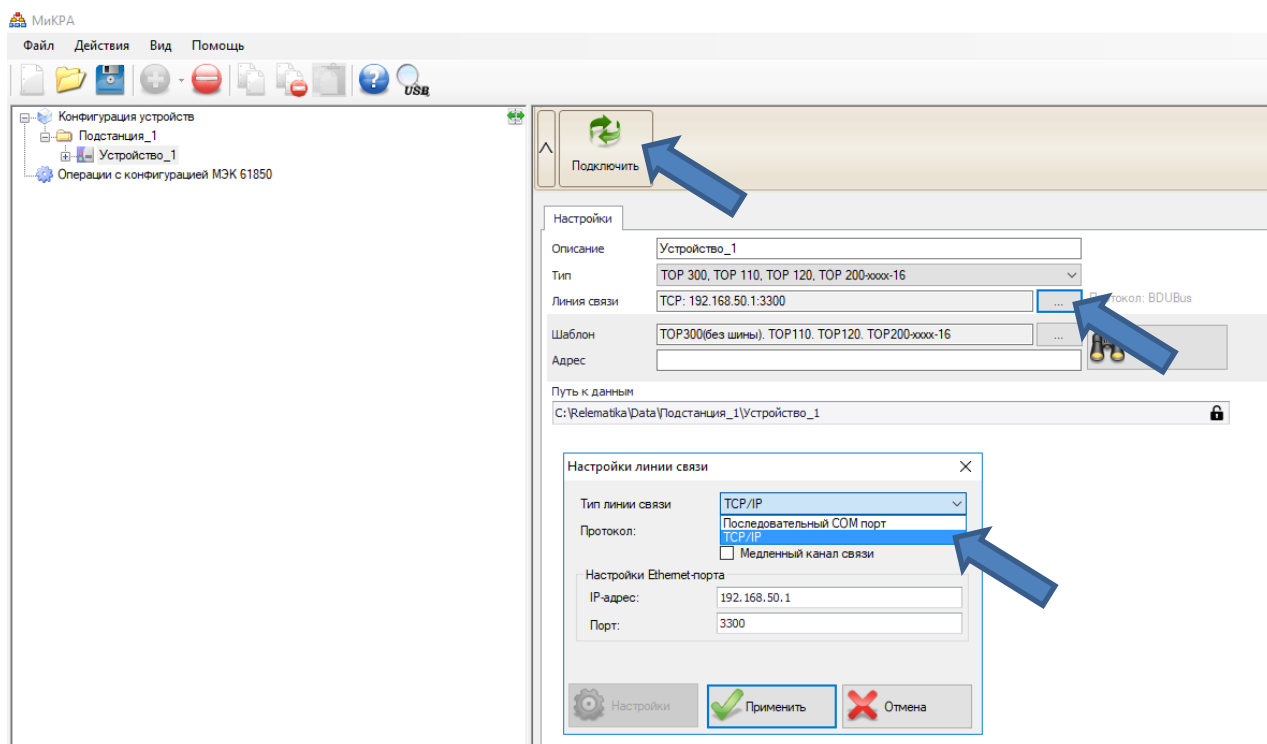 МиКРА
Файл Действия Вид Помощь
USB
Конфигурация устройств
Подстанция_1
Устройство_1
Операции с конфигурацией МЭК 61850
Подключить
Настройки
Описание Устройство_1
Тип ТОР 300, ТОР 110, ТОР 120, ТОР 200-xxxx-16
Линия связи TCP: 192.168.50.1:3300 ... Протокол: BDUBus
Шаблон ТОР300(без шины). ТОР110. ТОР120. ТОР200-xxxx-16 ...
Адрес
Путь к данным
C:\Relematika\Data\Подстанция_1\Устройство_1
Настройки линии связи
Тип линии связи TCP/IP
Последовательный COM порт
Протокол: TCP/IP
Медленный канал связи
Настройки Ethernet-порта
IP-адрес: 192.168.50.1
Порт: 3300
Настройки Применить Отмена